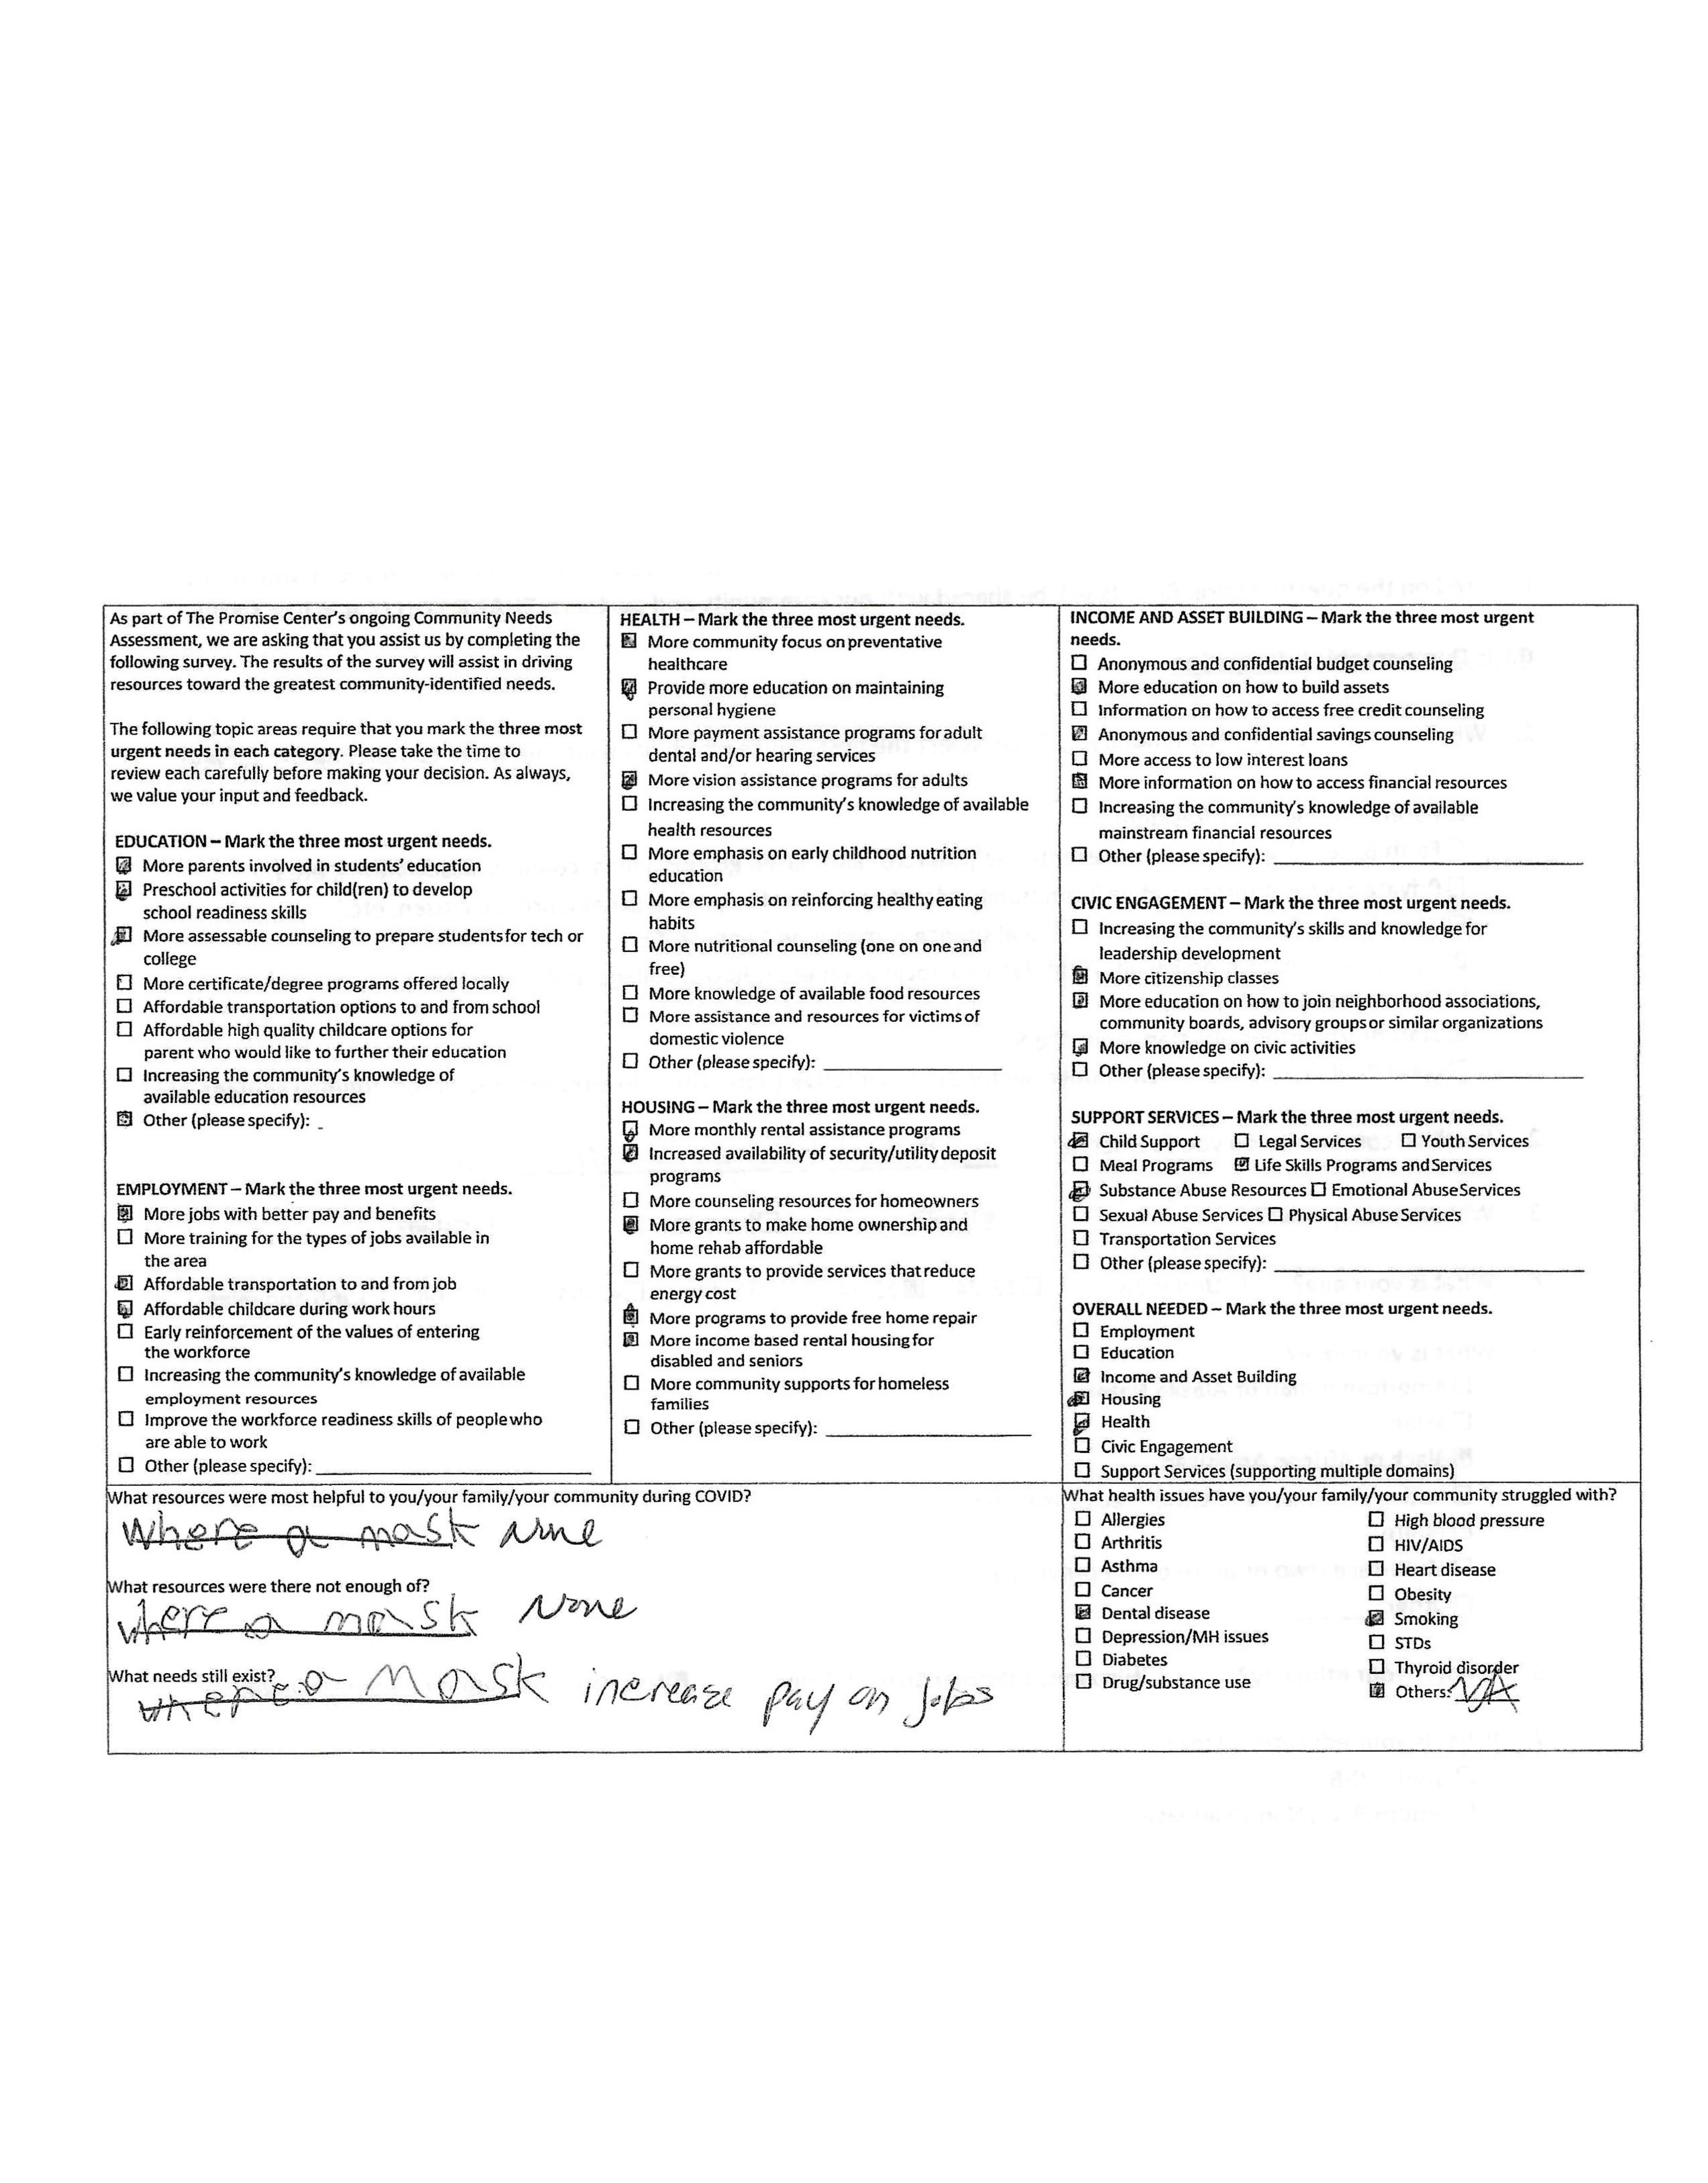 As part of The Promise Center's ongoing Community Needs
Assessment, we are asking that you assist us by completing the
following survey. The results of the survey will assist in driving
resources toward the greatest community-identified needs.
The following topic areas require that you mark the three most
urgent needs in each category. Please take the time to
review each carefully before making your decision. As always,
we value your input and feedback.
EDUCATION – Mark the three most urgent needs.
☒ More parents involved in students' education
☒ Preschool activities for child(ren) to develop
school readiness skills
☒ More assessable counseling to prepare students for tech or
college
☐ More certificate/degree programs offered locally
☐ Affordable transportation options to and from school
☐ Affordable high quality childcare options for
parent who would like to further their education
☐ Increasing the community's knowledge of
available education resources
☒ Other (please specify): _
EMPLOYMENT – Mark the three most urgent needs.
☒ More jobs with better pay and benefits
☐ More training for the types of jobs available in
the area
☒ Affordable transportation to and from job
☒ Affordable childcare during work hours
☐ Early reinforcement of the values of entering
the workforce
☐ Increasing the community's knowledge of available
employment resources
☐ Improve the workforce readiness skills of people who
are able to work
☐ Other (please specify):
HEALTH – Mark the three most urgent needs.
☒ More community focus on preventative
healthcare
☒ Provide more education on maintaining
personal hygiene
☐ More payment assistance programs for adult
dental and/or hearing services
☒ More vision assistance programs for adults
☐ Increasing the community's knowledge of available
health resources
☐ More emphasis on early childhood nutrition
education
☐ More emphasis on reinforcing healthy eating
habits
☐ More nutritional counseling (one on one and
free)
☐ More knowledge of available food resources
☐ More assistance and resources for victims of
domestic violence
☐ Other (please specify):
HOUSING – Mark the three most urgent needs.
☒ More monthly rental assistance programs
☒ Increased availability of security/utility deposit
programs
☐ More counseling resources for homeowners
☒ More grants to make home ownership and
home rehab affordable
☐ More grants to provide services that reduce
energy cost
☒ More programs to provide free home repair
☒ More income based rental housing for
disabled and seniors
☐ More community supports for homeless
families
☐ Other (please specify):
INCOME AND ASSET BUILDING – Mark the three most urgent
needs.
☐ Anonymous and confidential budget counseling
☒ More education on how to build assets
☐ Information on how to access free credit counseling
☒ Anonymous and confidential savings counseling
☐ More access to low interest loans
☒ More information on how to access financial resources
☐ Increasing the community's knowledge of available
mainstream financial resources
☐ Other (please specify):
CIVIC ENGAGEMENT – Mark the three most urgent needs.
☐ Increasing the community's skills and knowledge for
leadership development
☒ More citizenship classes
☒ More education on how to join neighborhood associations,
community boards, advisory groups or similar organizations
☒ More knowledge on civic activities
☐ Other (please specify):
SUPPORT SERVICES – Mark the three most urgent needs.
☒ Child Support ☐ Legal Services ☐ Youth Services
☐ Meal Programs ☒ Life Skills Programs and Services
☒ Substance Abuse Resources ☐ Emotional Abuse Services
☐ Sexual Abuse Services ☐ Physical Abuse Services
☐ Transportation Services
☐ Other (please specify):
OVERALL NEEDED – Mark the three most urgent needs.
☐ Employment
☐ Education
☒ Income and Asset Building
☒ Housing
☒ Health
☐ Civic Engagement
☐ Support Services (supporting multiple domains)
What resources were most helpful to you/your family/your community during COVID?
Where a mask None
What resources were there not enough of?
where a mask None
What needs still exist?
where a Mask increase pay on Jobs
What health issues have you/your family/your community struggled with?
☐ Allergies ☐ High blood pressure
☐ Arthritis ☐ HIV/AIDS
☐ Asthma ☐ Heart disease
☐ Cancer ☐ Obesity
☒ Dental disease ☒ Smoking
☐ Depression/MH issues ☐ STDs
☐ Diabetes ☐ Thyroid disorder
☐ Drug/substance use ☒ Others: N/A